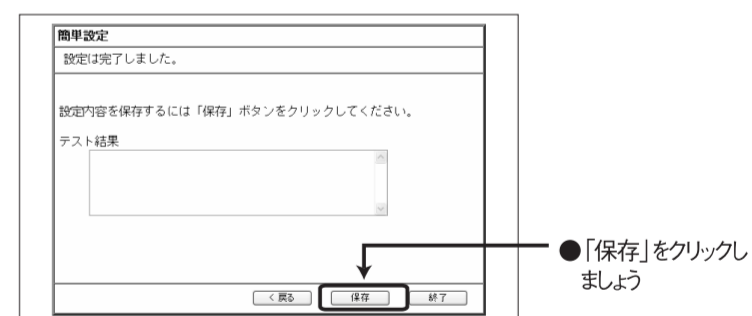 簡単設定
設定は完了しました。
設定内容を保存するには「保存」ボタンをクリックしてください。
テスト結果
< 戻る
保存
終了
●「保存」をクリックし
ましょう